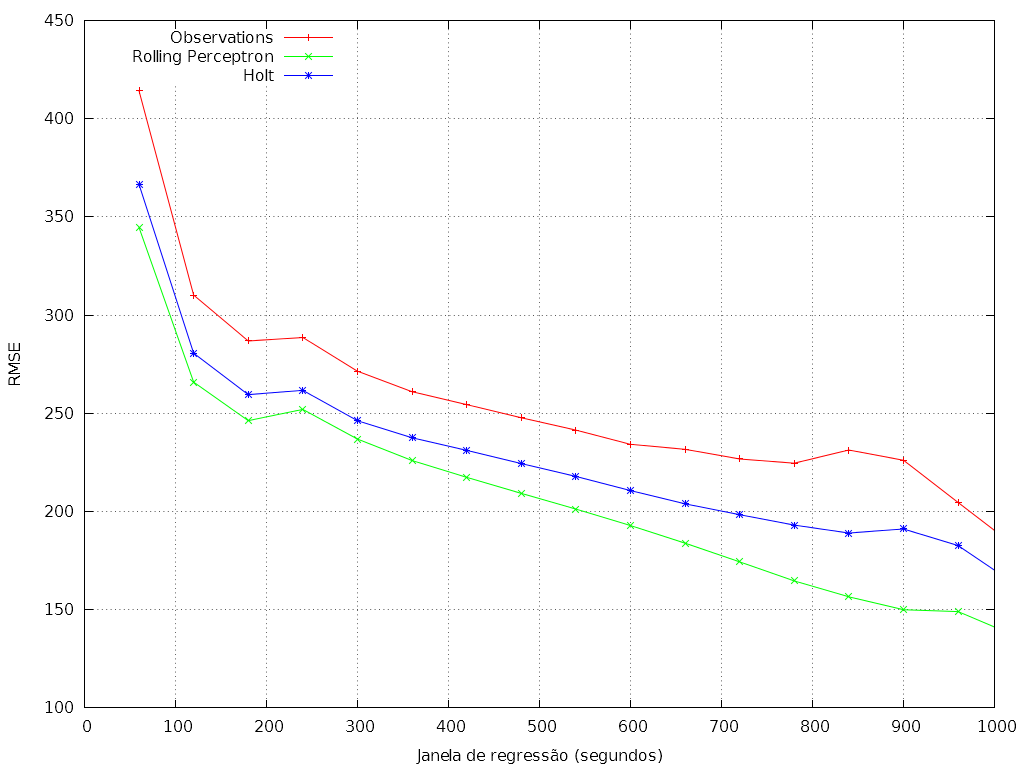 450
400
350
300
250
200
150
100
Observations
Rolling Perceptron
Holt
RMSE
0 100 200 300 400 500 600 700 800 900 1000
Janela de regressão (segundos)